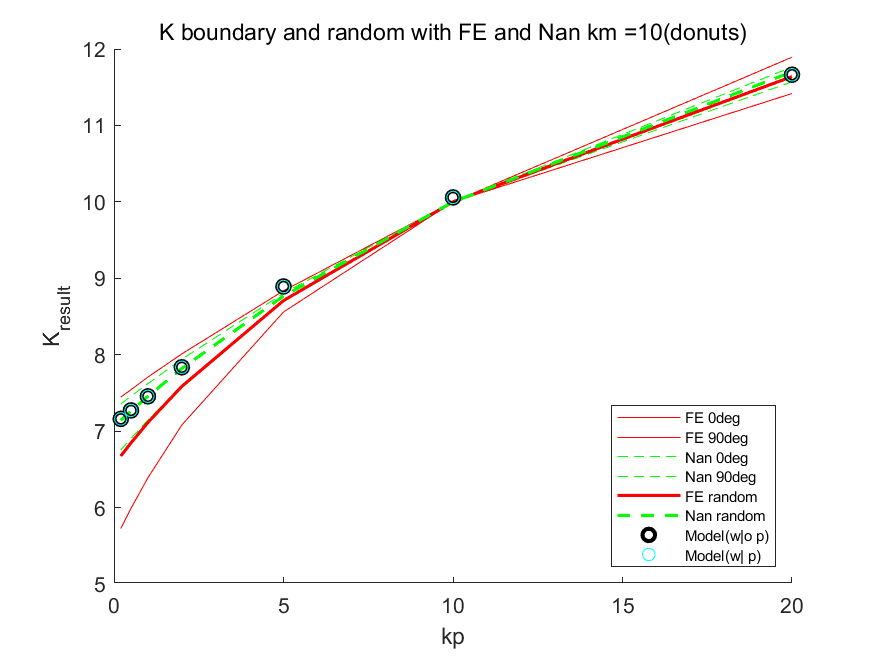 K boundary and random with FE and Nan km =10(donuts)
12
11
10
9
8
7
6
5
K_result
0
5
10
15
20
kp
FE 0deg
FE 90deg
Nan 0deg
Nan 90deg
FE random
Nan random
Model(w|o p)
Model(w| p)